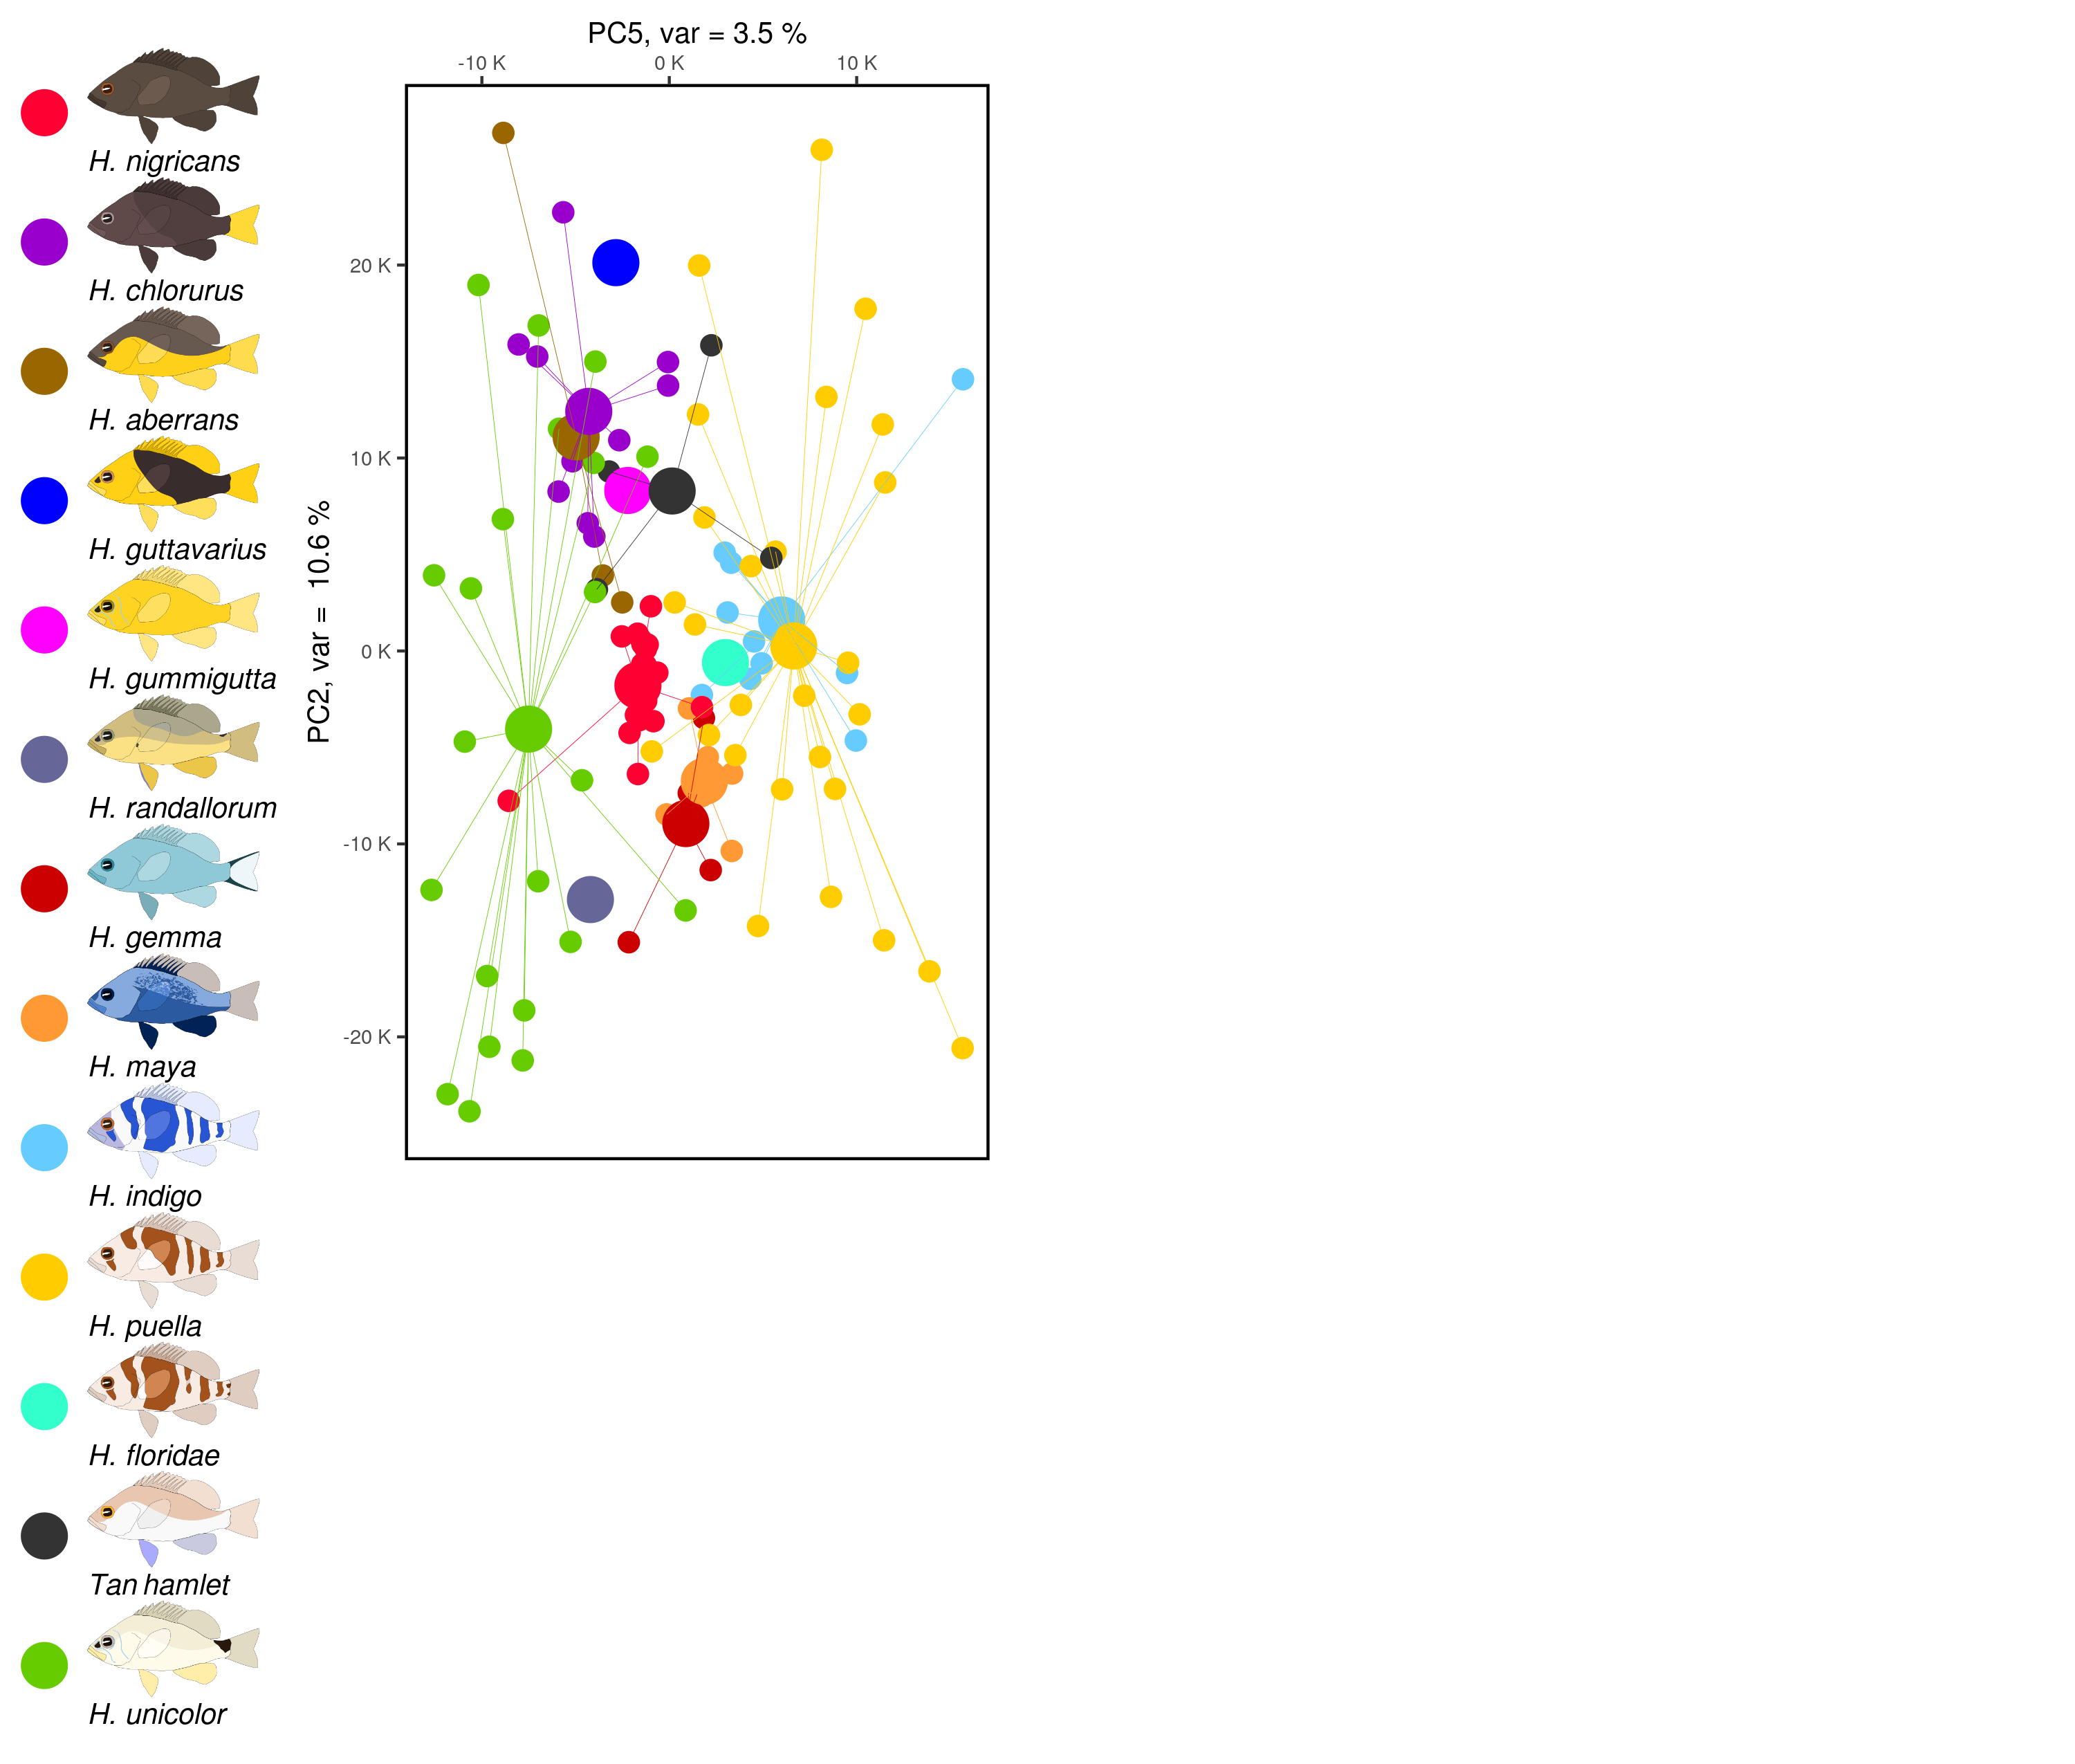 PC5, var = 3.5 %
-10 K 0 K 10 K
20 K
10 K
0 K
-10 K
-20 K
PC2, var = 10.6 %
H. nigricans
H. chlorurus
H. aberrans
H. guttavarius
H. gummigutta
H. randallorum
H. gemma
H. maya
H. indigo
H. puella
H. floridae
Tan hamlet
H. unicolor